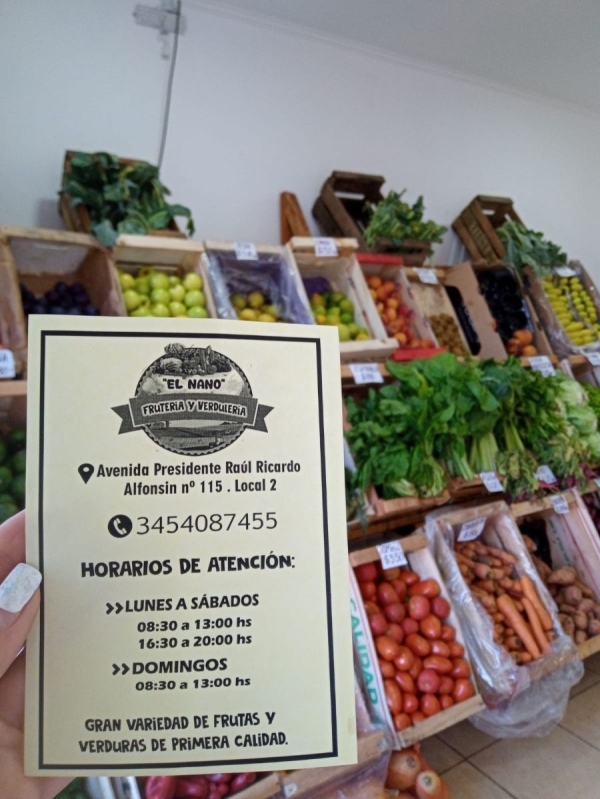 "EL NANO"
FRUTERIA Y VERDULERIA
Avenida Presidente Raúl Ricardo
Alfonsin nº 115 . Local 2
3454087455
HORARIOS DE ATENCIÓN:
>>LUNES A SÁBADOS
08:30 a 13:00 hs
16:30 a 20:00 hs
>>DOMINGOS
08:30 a 13:00 hs
GRAN VARIEDAD DE FRUTAS Y
VERDURAS DE PRIMERA CALIDAD.